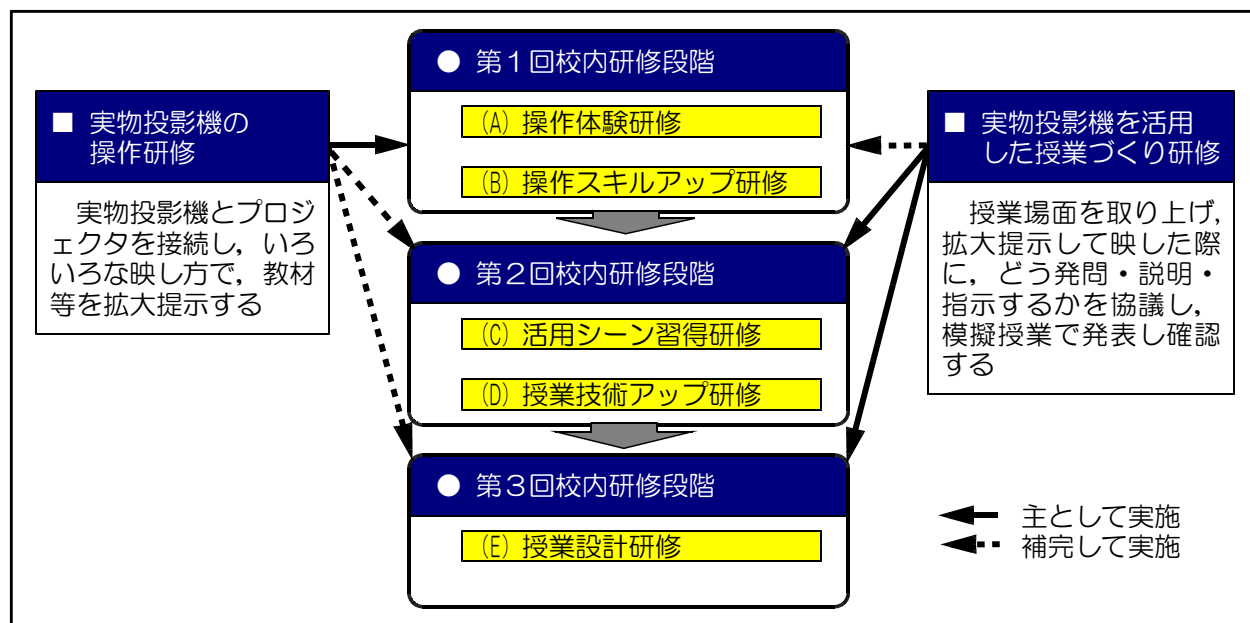 ■ 実物投影機の
操作研修
実物投影機とプロジ
ェクタを接続し，いろ
いろな映し方で，教材
等を拡大提示する
● 第１回校内研修段階
(A) 操作体験研修
(B) 操作スキルアップ研修
● 第２回校内研修段階
(C) 活用シーン習得研修
(D) 授業技術アップ研修
● 第３回校内研修段階
(E) 授業設計研修
■ 実物投影機を活用
した授業づくり研修
授業場面を取り上げ，
拡大提示して映した際
に，どう発問・説明・
指示するかを協議し，
模擬授業で発表し確認
する
主として実施
補完して実施